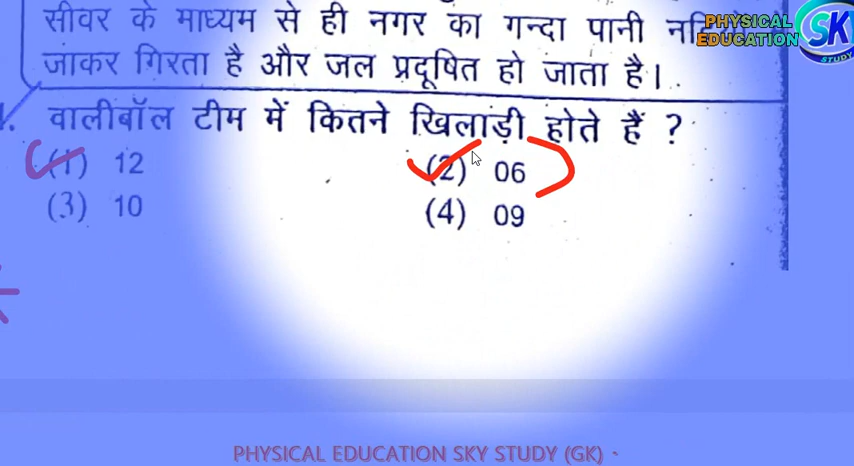 सीवर के माध्यम से ही नगर का गन्दा पानी
जाकर गिरता है और जल प्रदूषित हो जाता है।
वालीबॉल टीम में कितने खिलाड़ी होते हैं ?
(1) 12 (2) 06
(3) 10 (4) 09
PHYSICAL
EDUCATION
SK
STUDY
PHYSICAL EDUCATION SKY STUDY (GK)